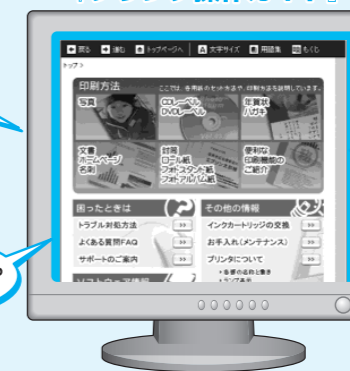 戻る 進む トップページへ A 文字サイズ 用語集 もくじ
トップ >
印刷方法
ここでは、各用紙のセット方法や、印刷方法を説明しています。
写真
CDレーベル
DVDレーベル
年賀状
ハガキ
文書
ホームページ
名刺
封筒
ロール紙
フォトスタンド紙
フォトアルバム紙
便利な
印刷機能の
ご紹介
困ったときは
トラブル対処方法
よくある質問FAQ
サポートのご案内
その他の情報
インクカートリッジの交換
お手入れ(メンテナンス)
プリンタについて
・各部の名称と働き